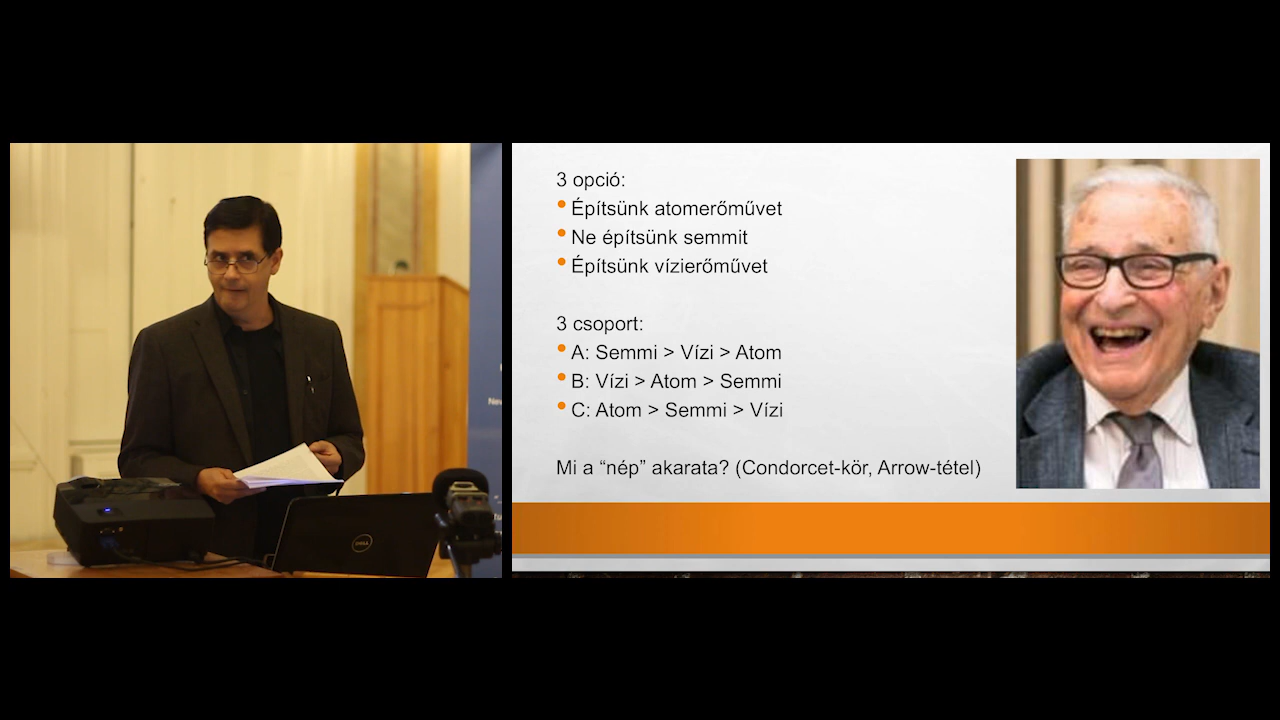 3 opció:
Építsünk atomerőművet
Ne építsünk semmit
Építsünk vízierőművet
3 csoport:
A: Semmi > Vízi > Atom
B: Vízi > Atom > Semmi
C: Atom > Semmi > Vízi
Mi a “nép” akarata? (Condorcet-kör, Arrow-tétel)
DELL